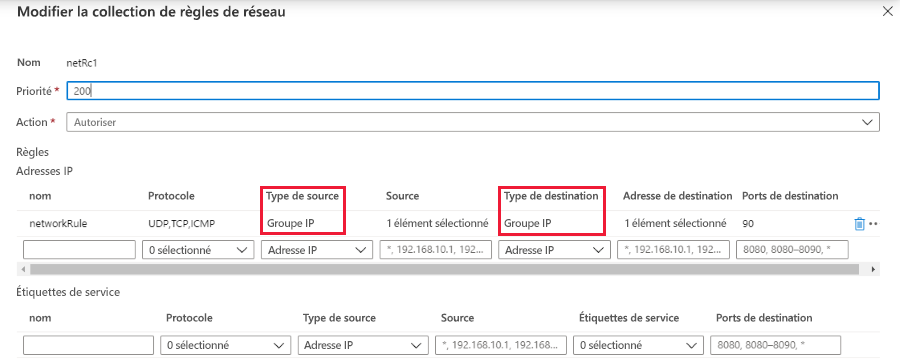 Modifier la collection de règles de réseau
Nom netRc1
Priorité * 200
Action * Autoriser
Règles
Adresses IP
nom Protocole Type de source Source Type de destination Adresse de destination Ports de destination
networkRule UDP,TCP,ICMP Groupe IP 1 élément sélectionné Groupe IP 1 élément sélectionné 90
0 sélectionné Adresse IP *, 192.168.10.1, 192... Adresse IP *, 192.168.10.1, 192... 8080, 8080–8090, *
Étiquettes de service
nom Protocole Type de source Source Étiquettes de service Ports de destination
0 sélectionné Adresse IP *, 192.168.10.1, 192.168... 0 sélectionné 8080, 8080–8090, *